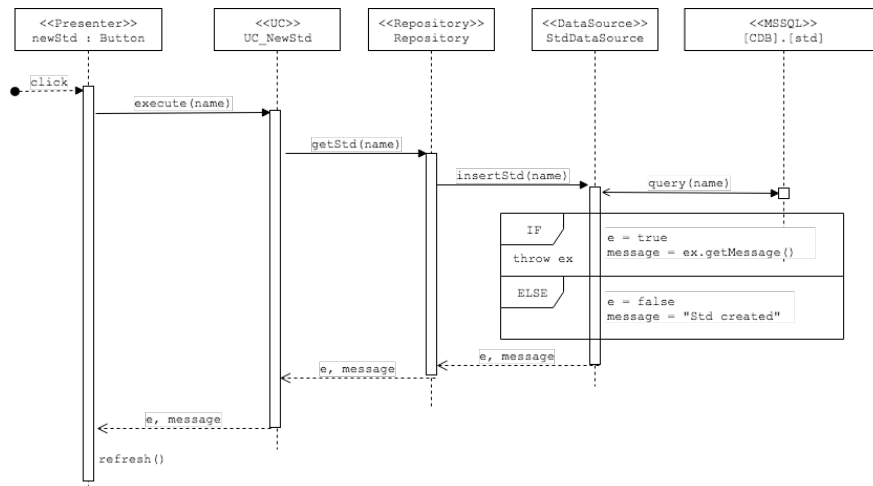 <<Presenter>>
newStd : Button
<<UC>>
UC_NewStd
<<Repository>>
Repository
<<DataSource>>
StdDataSource
<<MSSQL>>
[CDB].[std]
click
execute(name)
getStd(name)
insertStd(name)
query(name)
IF
throw ex
e = true
message = ex.getMessage()
ELSE
e = false
message = "Std created"
e, message
e, message
e, message
refresh()